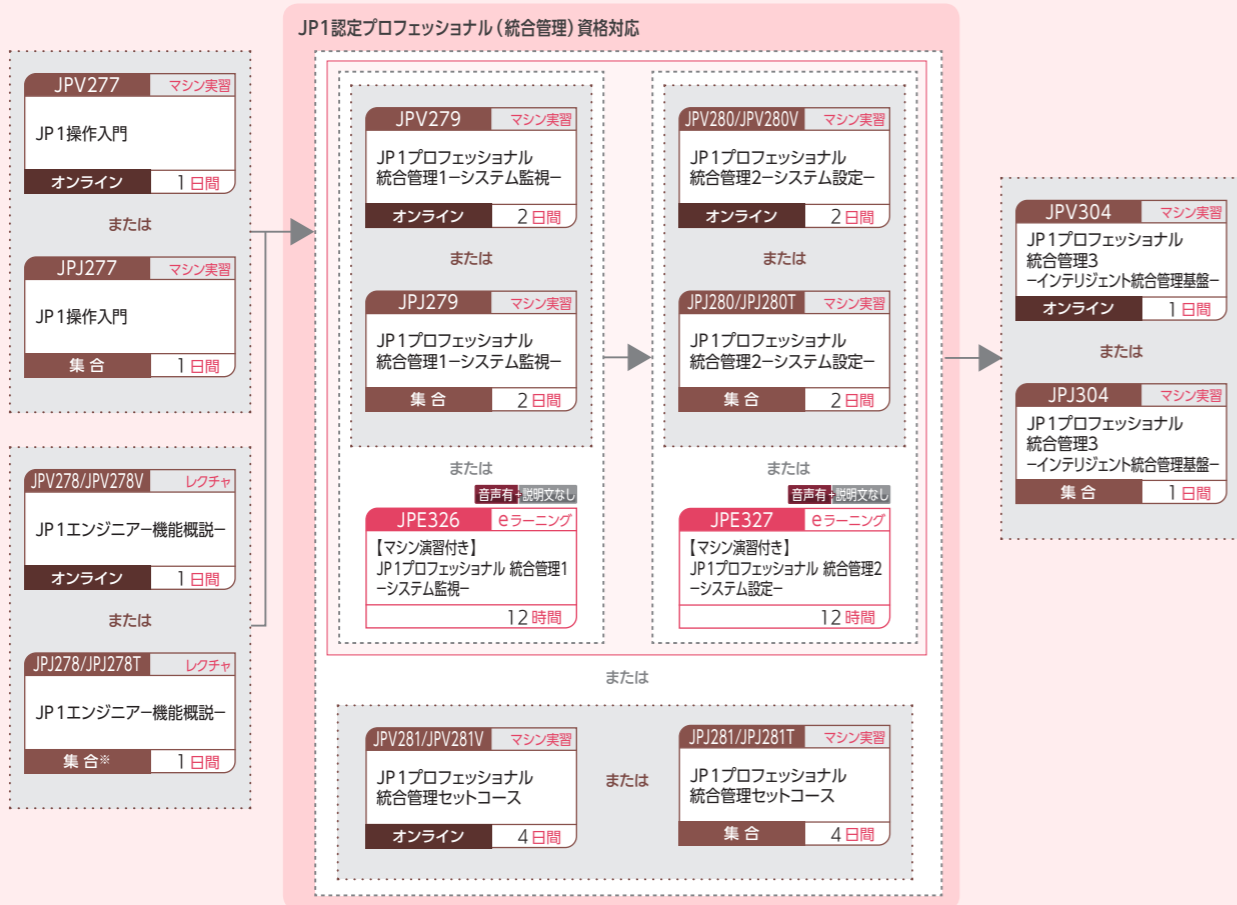 JP1認定プロフェッショナル（統合管理）資格対応
JPV277 マシン実習
JP1操作入門
オンライン 1日間
または
JPJ277 マシン実習
JP1操作入門
集合 1日間
JPV278/JPV278V レクチャ
JP1エンジニアー機能概説ー
オンライン 1日間
または
JPJ278/JPJ278T レクチャ
JP1エンジニアー機能概説ー
集合※ 1日間
JPV279 マシン実習
JP1プロフェッショナル
統合管理1ーシステム監視ー
オンライン 2日間
または
JPJ279 マシン実習
JP1プロフェッショナル
統合管理1ーシステム監視ー
集合 2日間
または
音声有-説明文なし
JPE326 eラーニング
【マシン演習付き】
JP1プロフェッショナル 統合管理1
ーシステム監視ー
12時間
JPV280/JPV280V マシン実習
JP1プロフェッショナル
統合管理2ーシステム設定ー
オンライン 2日間
または
JPJ280/JPJ280T マシン実習
JP1プロフェッショナル
統合管理2ーシステム設定ー
集合 2日間
または
音声有-説明文なし
JPE327 eラーニング
【マシン演習付き】
JP1プロフェッショナル 統合管理2
ーシステム設定ー
12時間
または
JPV281/JPV281V マシン実習
JP1プロフェッショナル
統合管理セットコース
オンライン 4日間
または
JPJ281/JPJ281T マシン実習
JP1プロフェッショナル
統合管理セットコース
集合 4日間
JPV304 マシン実習
JP1プロフェッショナル
統合管理3
ーインテリジェント統合管理基盤ー
オンライン 1日間
または
JPJ304 マシン実習
JP1プロフェッショナル
統合管理3
ーインテリジェント統合管理基盤ー
集合 1日間